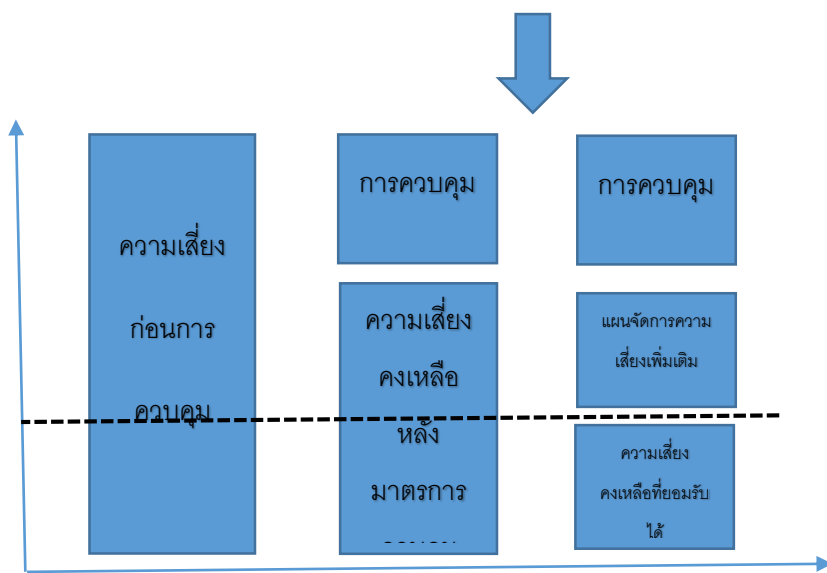 ความเสี่ยง
ก่อนการ
ควบคุม
การควบคุม
ความเสี่ยง
คงเหลือ
หลัง
มาตรการ
การควบคุม
แผนจัดการความ
เสี่ยงเพิ่มเติม
ความเสี่ยง
คงเหลือที่ยอมรับ
ได้